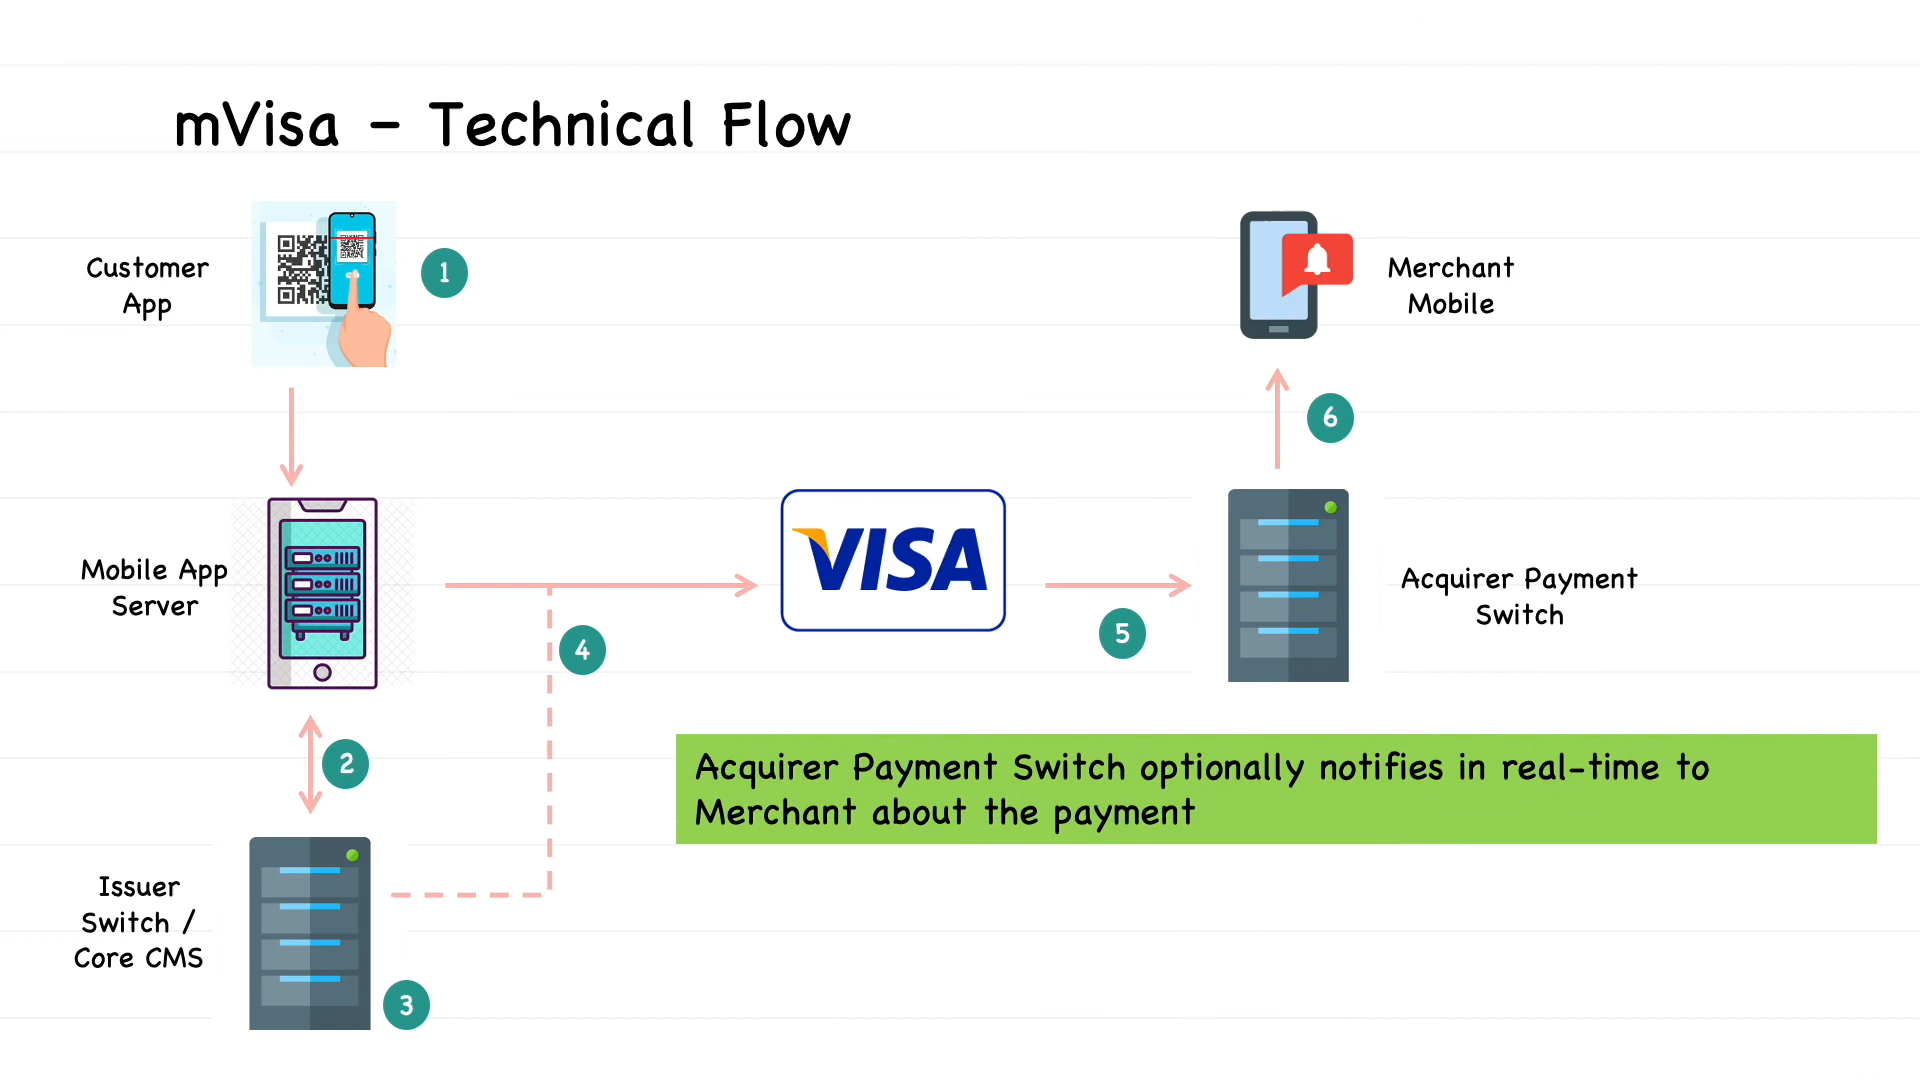 mVisa - Technical Flow
Customer
App
1
Merchant
Mobile
6
Mobile App
Server
VISA
Acquirer Payment
Switch
4
5
2
Acquirer Payment Switch optionally notifies in real-time to
Merchant about the payment
Issuer
Switch /
Core CMS
3